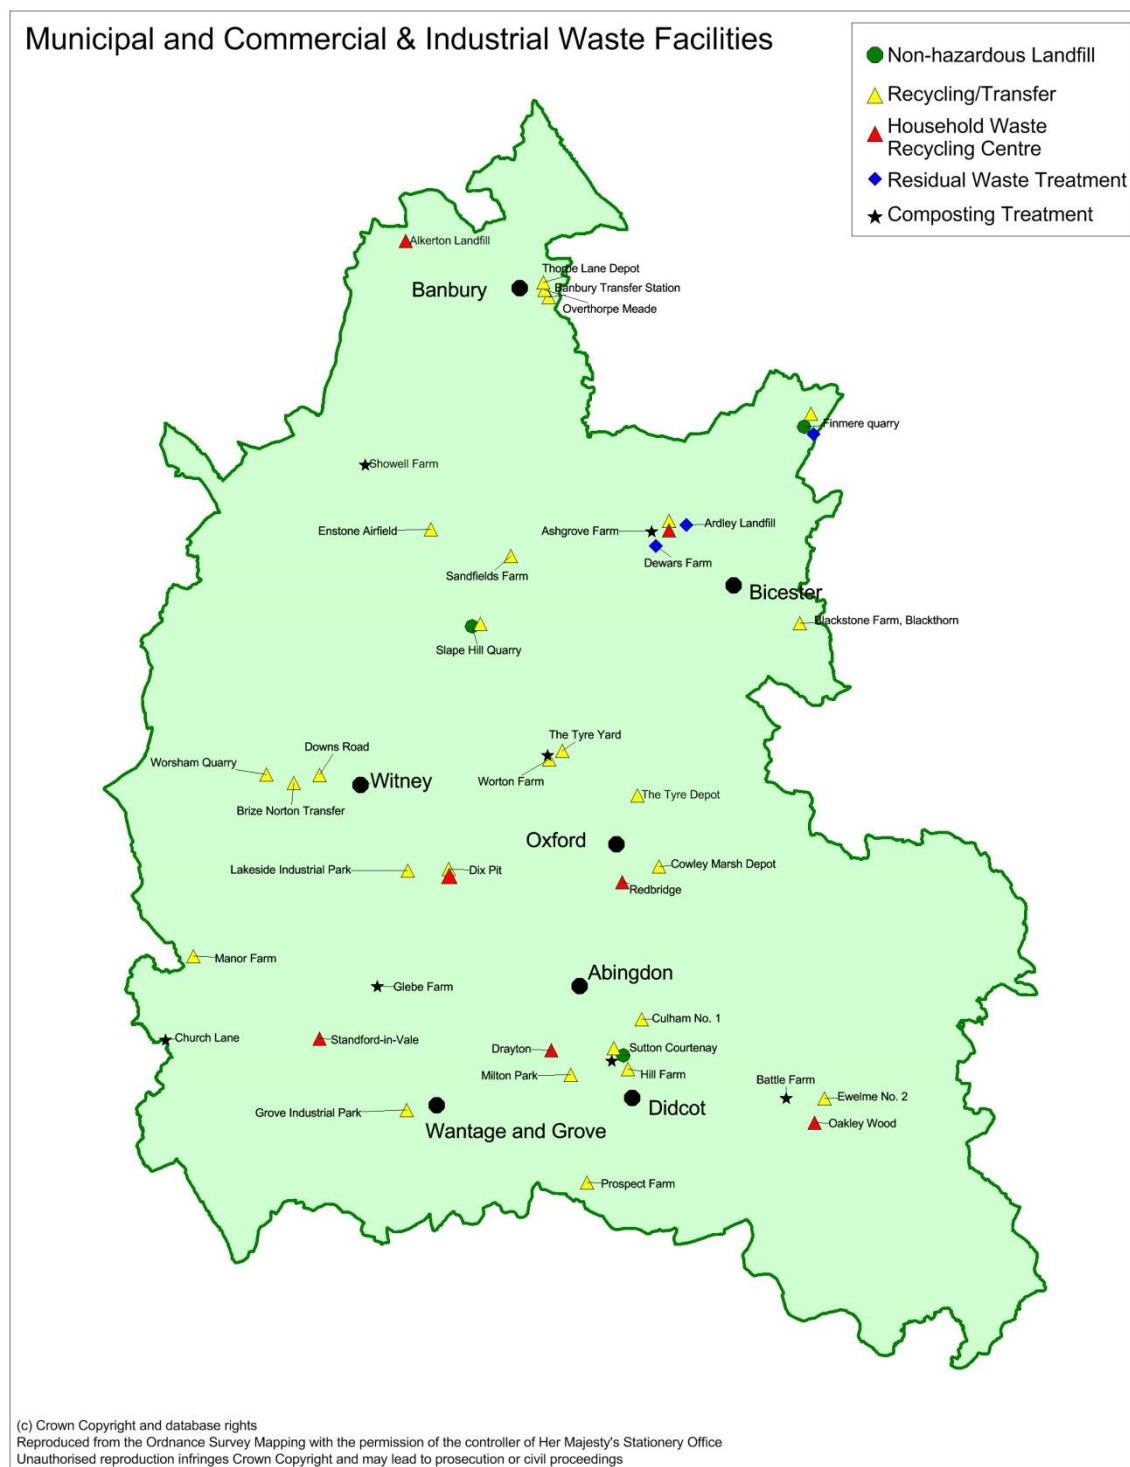 Municipal and Commercial & Industrial Waste Facilities
Non-hazardous Landfill
Recycling/Transfer
Household Waste
Recycling Centre
Residual Waste Treatment
Composting Treatment
Alkerton Landfill
Thorpe Lane Depot
Banbury
Banbury Transfer Station
Overthorpe Meade
Finmere quarry
Showell Farm
Enstone Airfield
Ashgrove Farm
Ardley Landfill
Sandfields Farm
Dewars Farm
Bicester
Blackstone Farm, Blackthorn
Slape Hill Quarry
The Tyre Yard
Downs Road
Worsham Quarry
Witney
Worton Farm
Brize Norton Transfer
The Tyre Depot
Oxford
Lakeside Industrial Park
Dix Pit
Cowley Marsh Depot
Redbridge
Manor Farm
Abingdon
Glebe Farm
Culham No. 1
Church Lane
Standford-in-Vale
Drayton
Sutton Courtenay
Milton Park
Hill Farm
Battle Farm
Ewelme No. 2
Grove Industrial Park
Didcot
Wantage and Grove
Oakley Wood
Prospect Farm
(c) Crown Copyright and database rights
Reproduced from the Ordnance Survey Mapping with the permission of the controller of Her Majesty's Stationery Office
Unauthorised reproduction infringes Crown Copyright and may lead to prosecution or civil proceedings